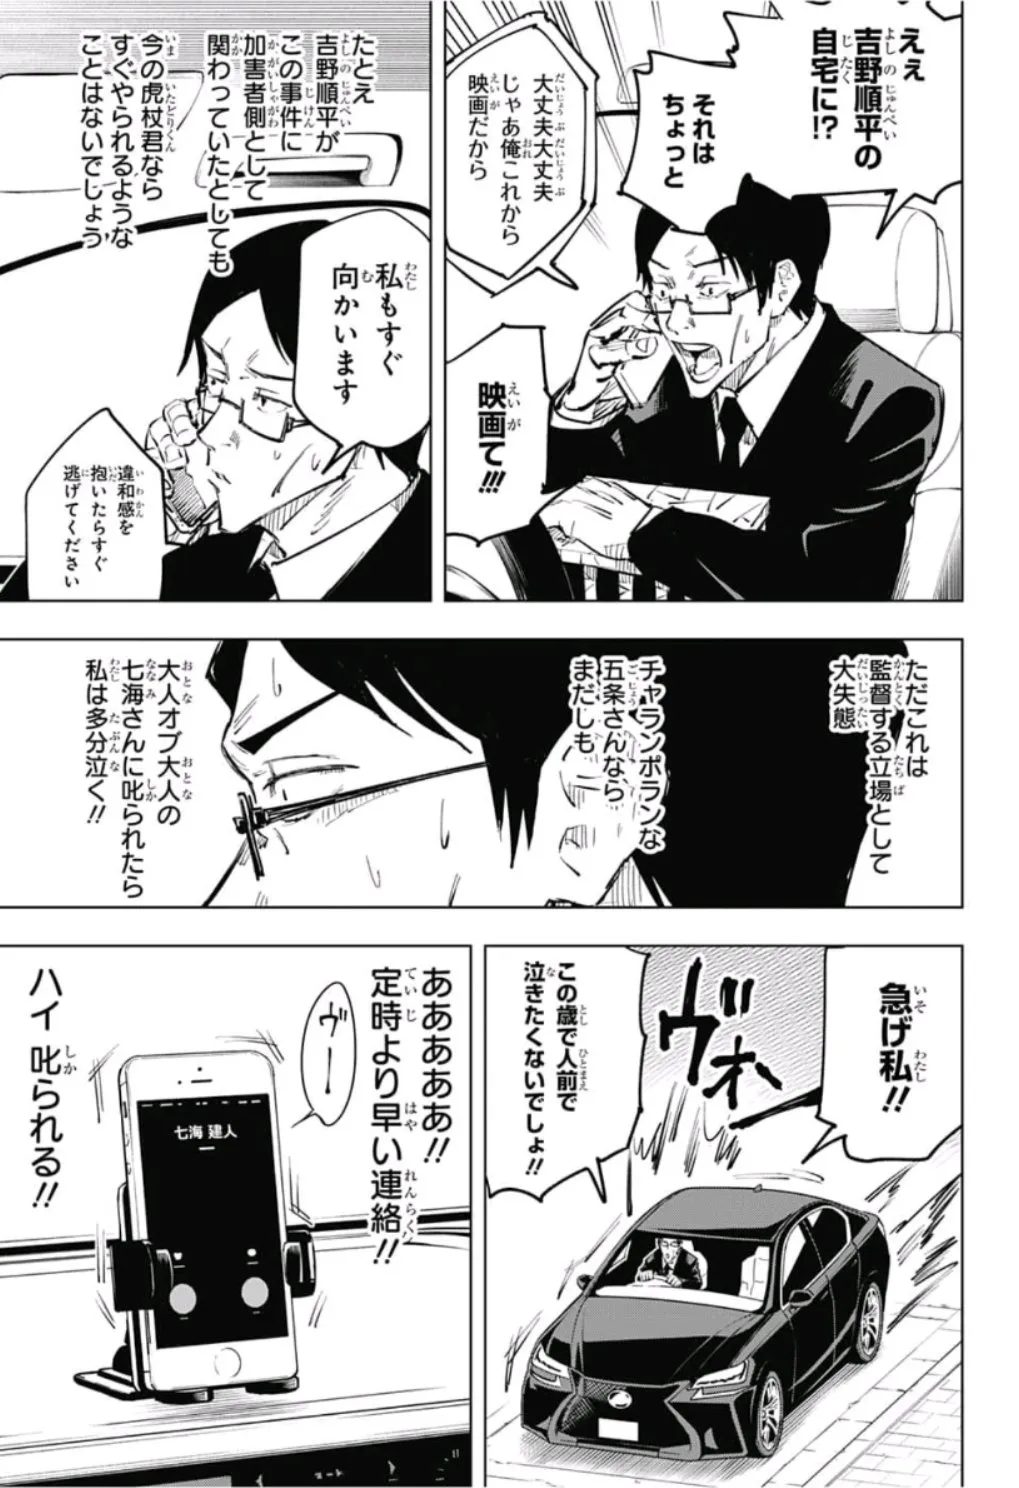 ええ
吉野順平の
自宅に!?
それは
ちょっと
大丈夫大丈夫
じゃあ俺これから
映画だから
映画て!!!
たとえ
吉野順平が
この事件に
加害者側として
関わっていたとしても
今の虎杖君なら
すぐやられるような
ことはないでしょう
私もすぐ
向かいます
違和感を
抱いたらすぐ
逃げてください
ただこれは
監督する立場として
大失態
チャランポランな
五条さんなら
まだしも
大人オブ大人の
七海さんに叱られたら
私は多分泣く!!
急げ私!!
ヴォォ
この歳で人前で
泣きたくないでしょ!!
ああああああ!!
定時より早い連絡!!
ヴー
七海 建人
ハイ 叱られる!!